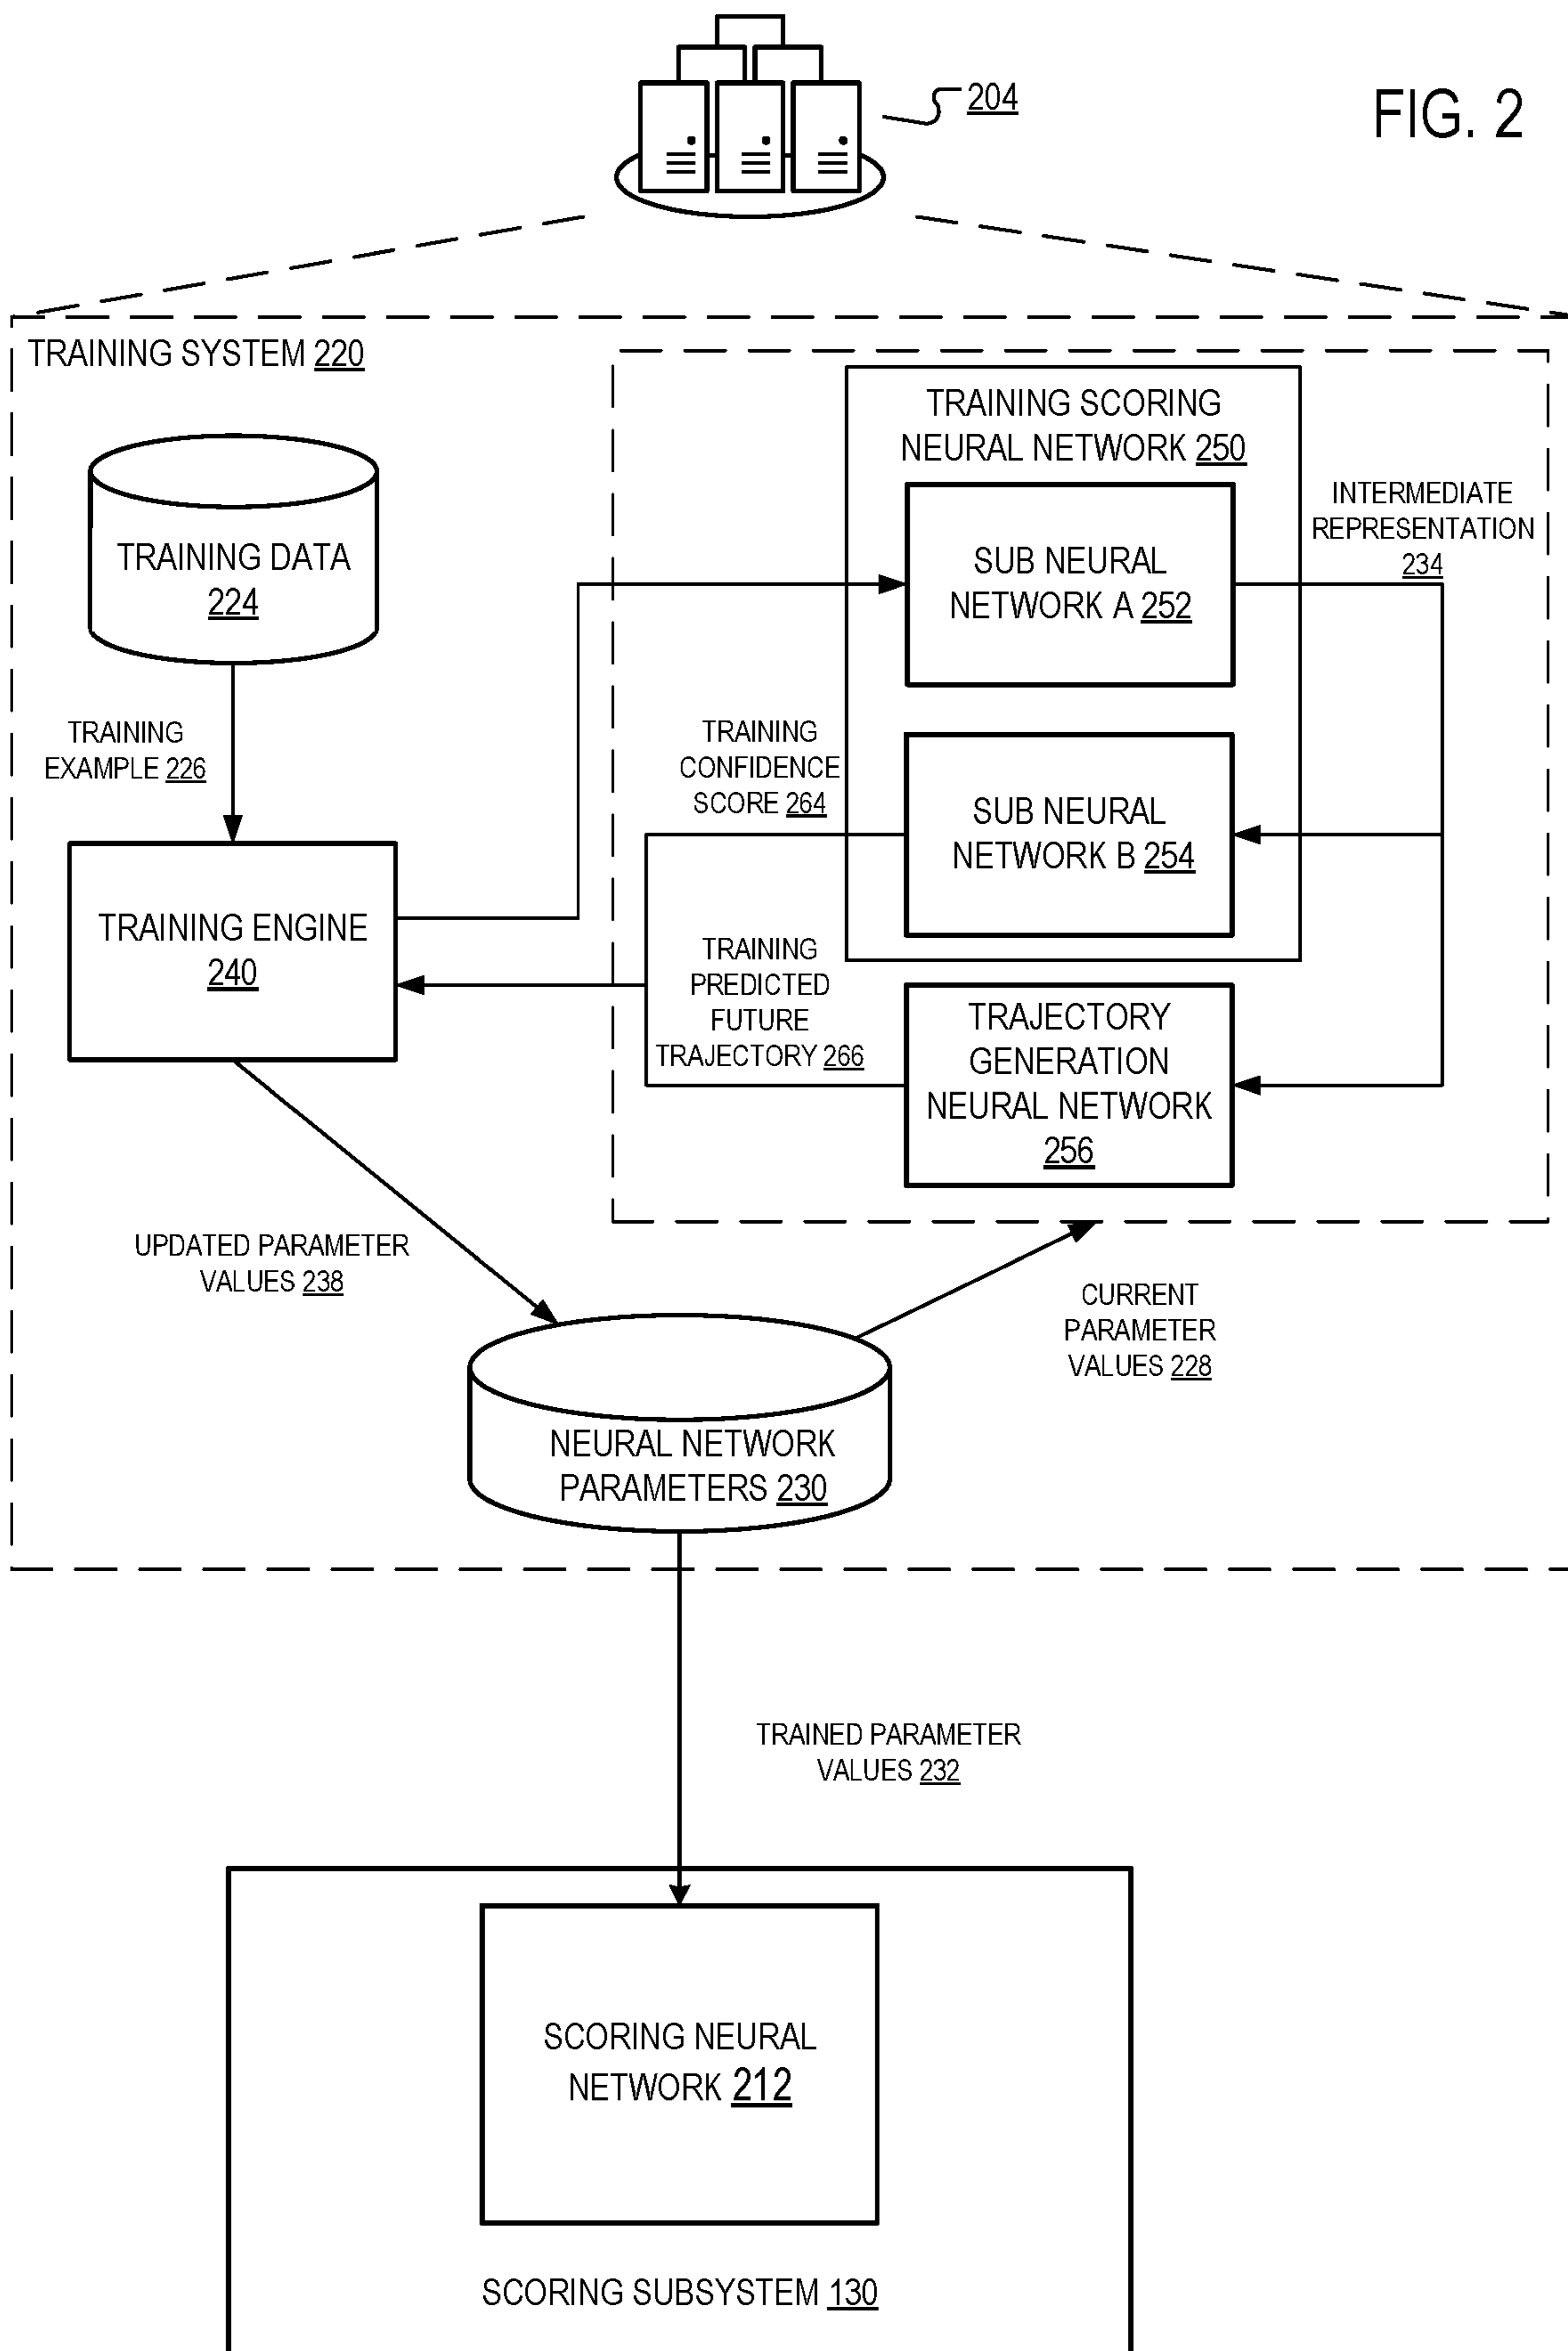 204
FIG. 2
TRAINING SYSTEM 220
TRAINING SCORING
NEURAL NETWORK 250
TRAINING DATA
224
SUB NEURAL
NETWORK A 252
INTERMEDIATE
REPRESENTATION
234
TRAINING
EXAMPLE 226
TRAINING
CONFIDENCE
SCORE 264
SUB NEURAL
NETWORK B 254
TRAINING ENGINE
240
TRAINING
PREDICTED
FUTURE
TRAJECTORY 266
TRAJECTORY
GENERATION
NEURAL NETWORK
256
UPDATED PARAMETER
VALUES 238
CURRENT
PARAMETER
VALUES 228
NEURAL NETWORK
PARAMETERS 230
TRAINED PARAMETER
VALUES 232
SCORING NEURAL
NETWORK 212
SCORING SUBSYSTEM 130